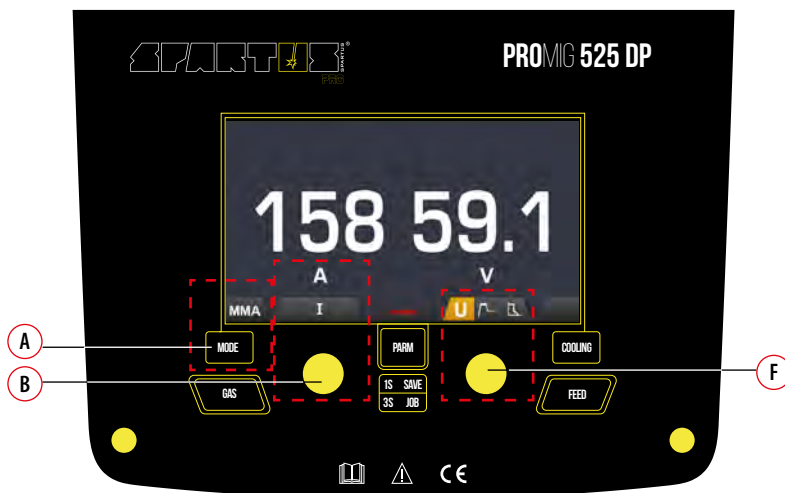 SPARTUS®
SPARTUS
PRO
PROMIG 525 DP
158 59.1
A V
MMA I U
A
MODE
PARM
COOLING
B
F
GAS
1S SAVE
3S JOB
FEED
CE